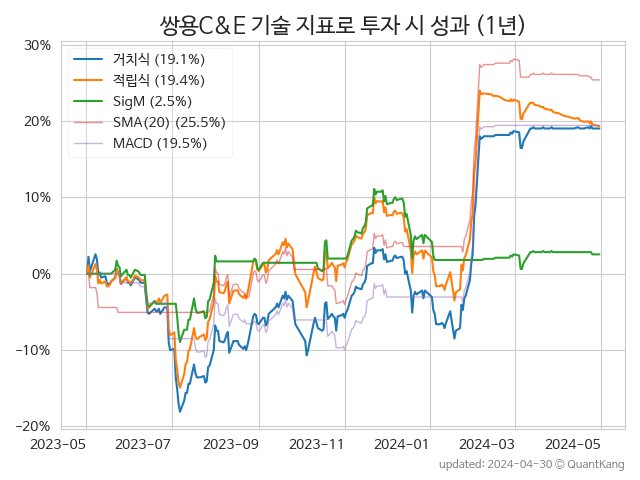 쌍용C&E 기술 지표로 투자 시 성과 (1년)
30%
20%
10%
0%
−10%
−20%
거치식 (19.1%)
적립식 (19.4%)
SigM (2.5%)
SMA(20) (25.5%)
MACD (19.5%)
2023-05
2023-07
2023-09
2023-11
2024-01
2024-03
2024-05
updated: 2024-04-30 © QuantKang